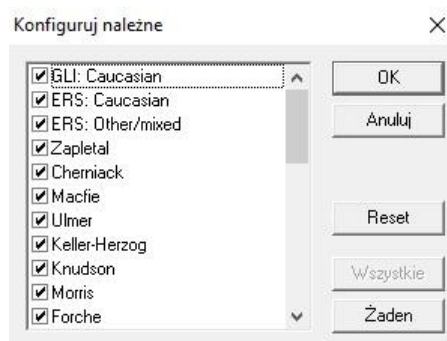 Konfiguruj należne
GLI: Caucasian
ERS: Caucasian
ERS: Other/mixed
Zapletal
Cherniack
Macfie
Ulmer
Keller-Herzog
Knudson
Morris
Forche
OK
Anuluj
Reset
Wszystkie
Żaden